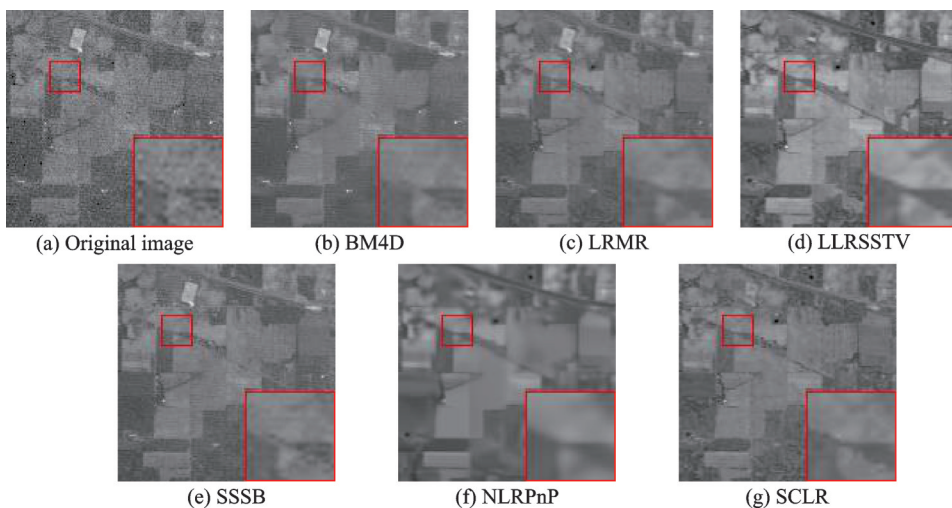 (a) Original image
(b) BM4D
(c) LRMR
(d) LLRSSTV
(e) SSSB
(f) NLRPnP
(g) SCLR